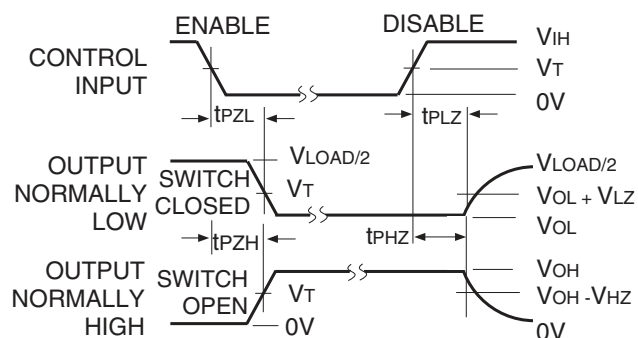 ENABLE
DISABLE
CONTROL
INPUT
VIH
VT
0V
tPZL
tPLZ
OUTPUT
NORMALLY
LOW
SWITCH
CLOSED
VLOAD/2
VT
VLOAD/2
VOL + VLZ
VOL
tPZH
tPHZ
OUTPUT
NORMALLY
HIGH
SWITCH
OPEN
VT
0V
VOH
VOH -VHZ
0V